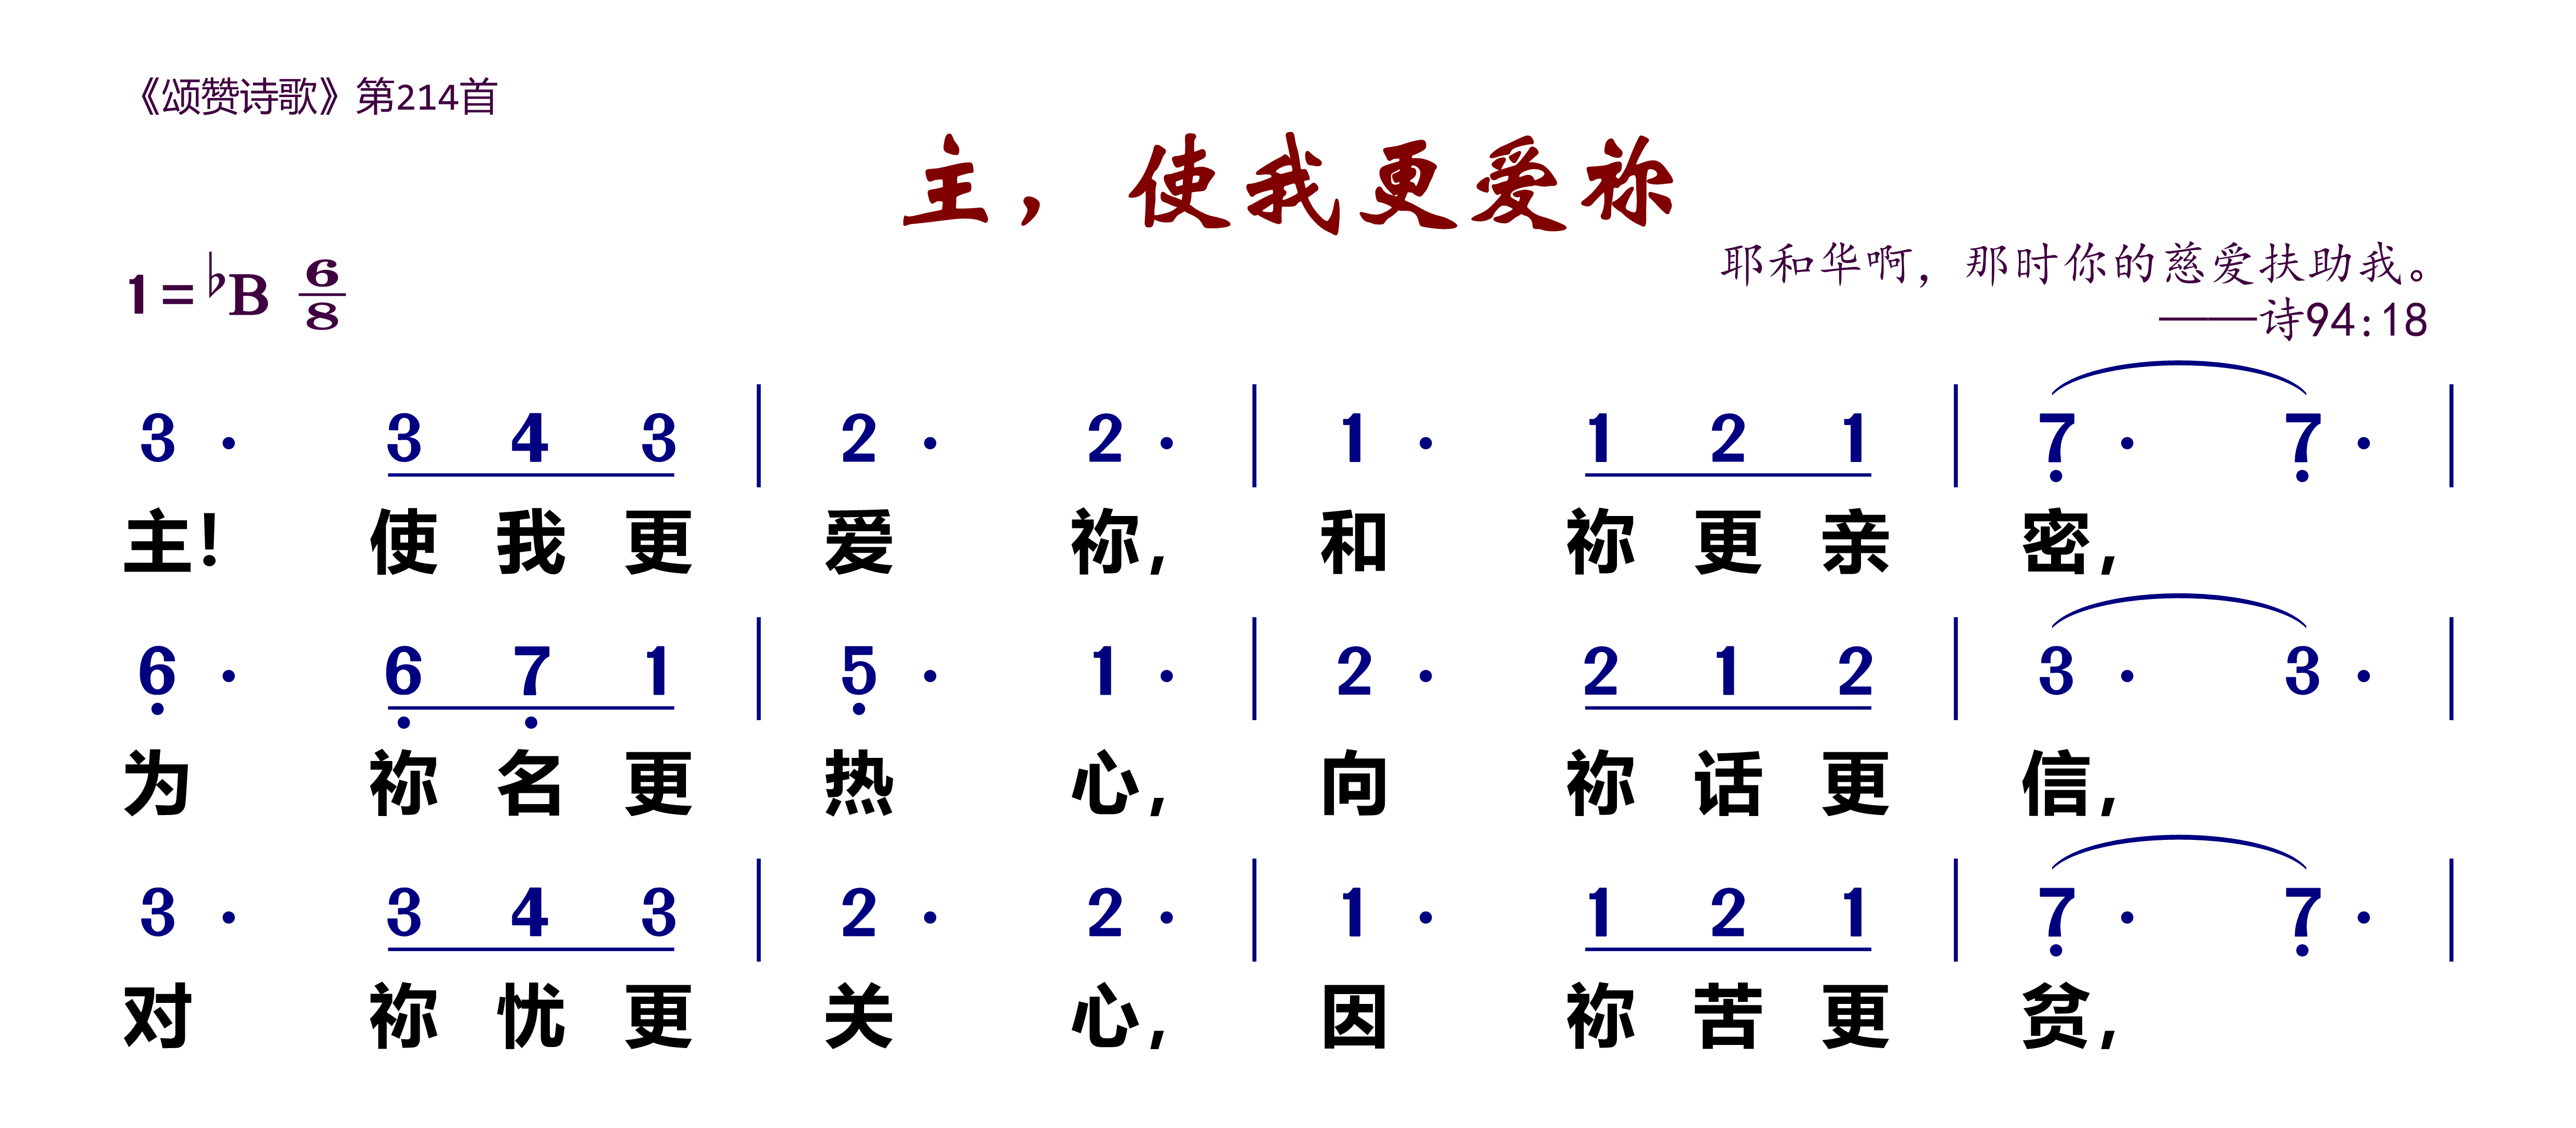 《颂赞诗歌》第214首
主，使我更爱祢
耶和华啊，那时你的慈爱扶助我。
1=♭B 6/8
——诗94:18
3 · 3 4 3 | 2 · 2 · | 1 · 1 2 1 | 7̣ · 7̣ · |
主！ 使 我 更 爱 祢， 和 祢 更 亲 密，
6̣ · 6̣ 7̣ 1 | 5̣ · 1 · | 2 · 2 1 2 | 3 · 3 · |
为 祢 名 更 热 心， 向 祢 话 更 信，
3 · 3 4 3 | 2 · 2 · | 1 · 1 2 1 | 7̣ · 7̣ · |
对 祢 忧 更 关 心， 因 祢 苦 更 贫，